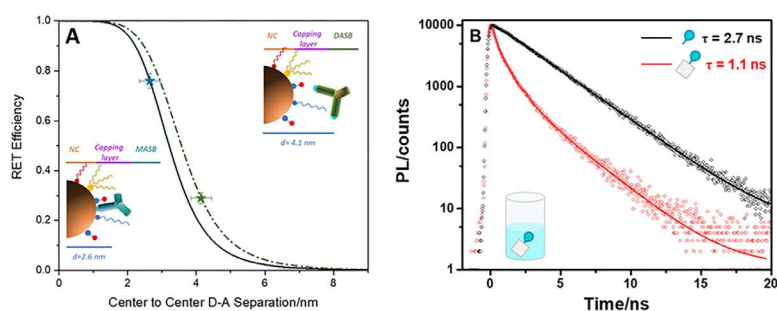 A
NC
Capping
layer
DASB
d= 4.1 nm
NC
Capping
layer
MASB
d=2.6 nm
RET Efficiency
1.0
0.8
0.6
0.4
0.2
0.0
0
2
4
6
8
Center to Center D-A Separation/nm
B
τ = 2.7 ns
τ = 1.1 ns
PL/counts
10000
1000
100
10
1
0
5
10
15
20
Time/ns